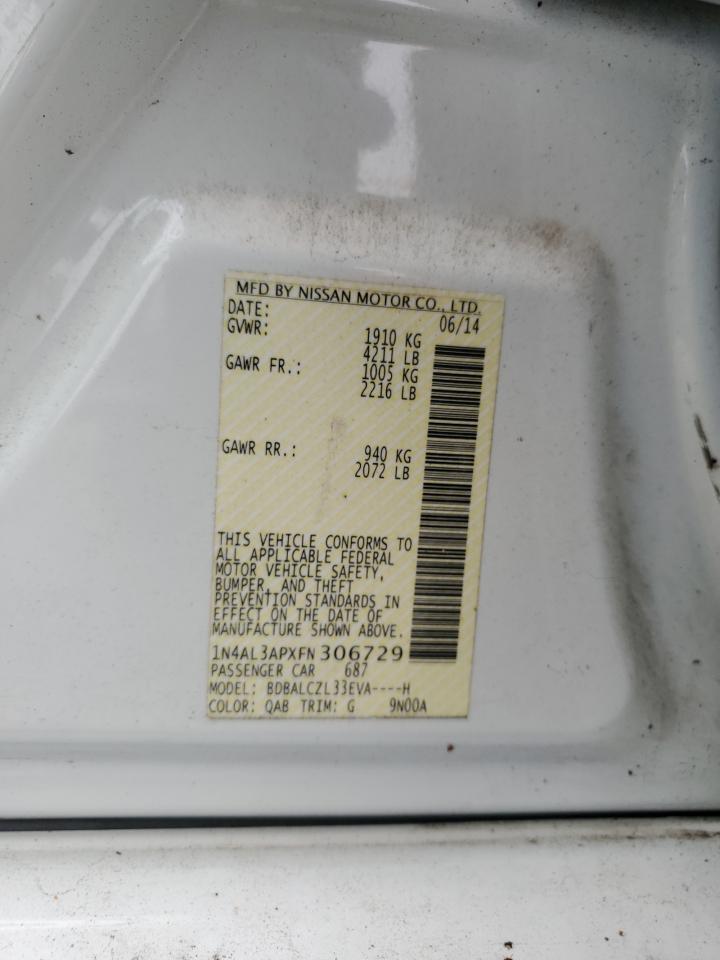 MFD BY NISSAN MOTOR CO., LTD.
DATE: 06/14
GVWR: 1910 KG
4211 LB
GAWR FR.: 1005 KG
2216 LB
GAWR RR.: 940 KG
2072 LB
THIS VEHICLE CONFORMS TO
ALL APPLICABLE FEDERAL
MOTOR VEHICLE SAFETY,
BUMPER, AND THEFT
PREVENTION STANDARDS IN
EFFECT ON THE DATE OF
MANUFACTURE SHOWN ABOVE.
1N4AL3APXFN306729
PASSENGER CAR 687
MODEL: BDBALCZL33EVA----H
COLOR: QAB TRIM: G 9N00A